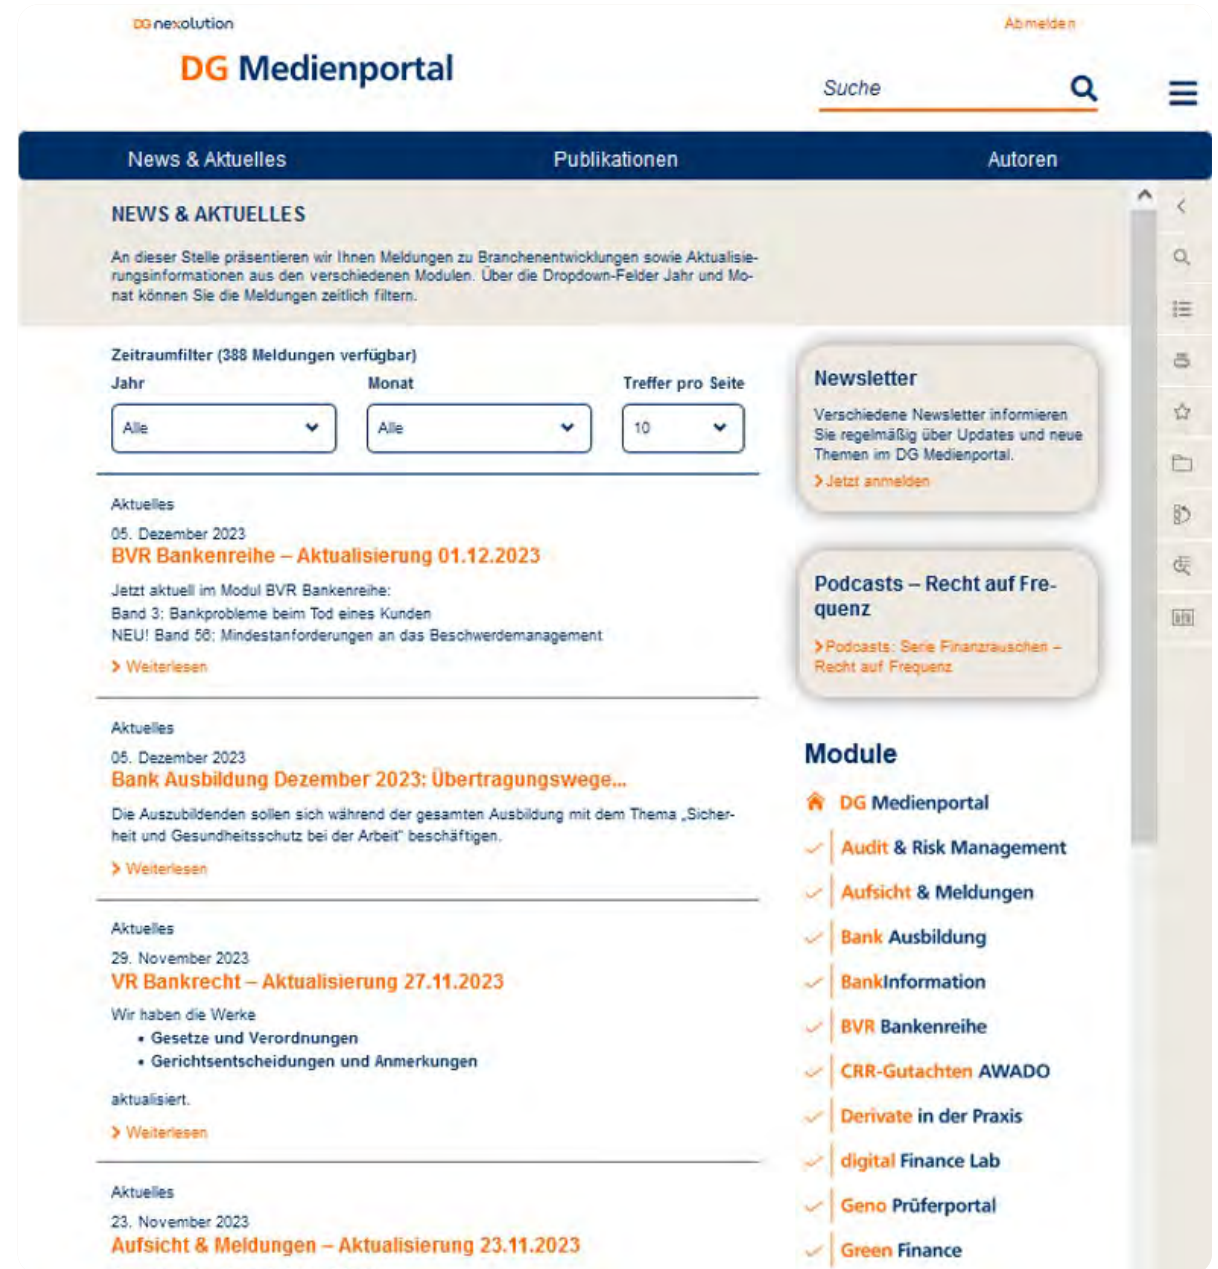 DG nexolution
Abmelden
DG Medienportal
Suche
News & Aktuelles
Publikationen
Autoren
NEWS & AKTUELLES
An dieser Stelle präsentieren wir Ihnen Meldungen zu Branchenentwicklungen sowie Aktualisie-
rungsinformationen aus den verschiedenen Modulen. Über die Dropdown-Felder Jahr und Mo-
nat können Sie die Meldungen zeitlich filtern.
Zeitraumfilter (388 Meldungen verfügbar)
Jahr
Monat
Treffer pro Seite
Alle
Alle
10
Aktuelles
05. Dezember 2023
BVR Bankenreihe – Aktualisierung 01.12.2023
Jetzt aktuell im Modul BVR Bankenreihe:
Band 3: Bankprobleme beim Tod eines Kunden
NEU! Band 56: Mindestanforderungen an das Beschwerdemanagement
Weiterlesen
Aktuelles
05. Dezember 2023
Bank Ausbildung Dezember 2023: Übertragungswege...
Die Auszubildenden sollen sich während der gesamten Ausbildung mit dem Thema „Sicher-
heit und Gesundheitsschutz bei der Arbeit“ beschäftigen.
Weiterlesen
Aktuelles
29. November 2023
VR Bankrecht – Aktualisierung 27.11.2023
Wir haben die Werke
• Gesetze und Verordnungen
• Gerichtsentscheidungen und Anmerkungen
aktualisiert.
Weiterlesen
Aktuelles
23. November 2023
Aufsicht & Meldungen – Aktualisierung 23.11.2023
Newsletter
Verschiedene Newsletter informieren
Sie regelmäßig über Updates und neue
Themen im DG Medienportal.
Jetzt anmelden
Podcasts – Recht auf Fre-
quenz
Podcasts: Serie Finanzrauschen –
Recht auf Frequenz
Module
DG Medienportal
Audit & Risk Management
Aufsicht & Meldungen
Bank Ausbildung
BankInformation
BVR Bankenreihe
CRR-Gutachten AWADO
Derivate in der Praxis
digital Finance Lab
Geno Prüferportal
Green Finance